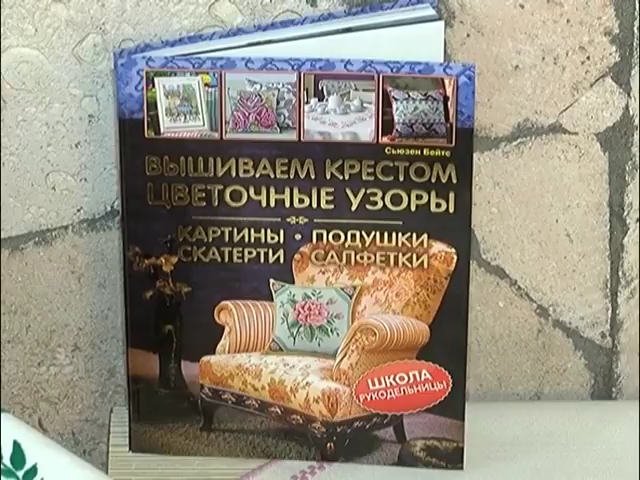 Сьюзен Бейтс
ВЫШИВАЕМ КРЕСТОМ
ЦВЕТОЧНЫЕ УЗОРЫ
КАРТИНЫ • ПОДУШКИ
СКАТЕРТИ • САЛФЕТКИ
ШКОЛА
РУКОДЕЛЬНИЦЫ